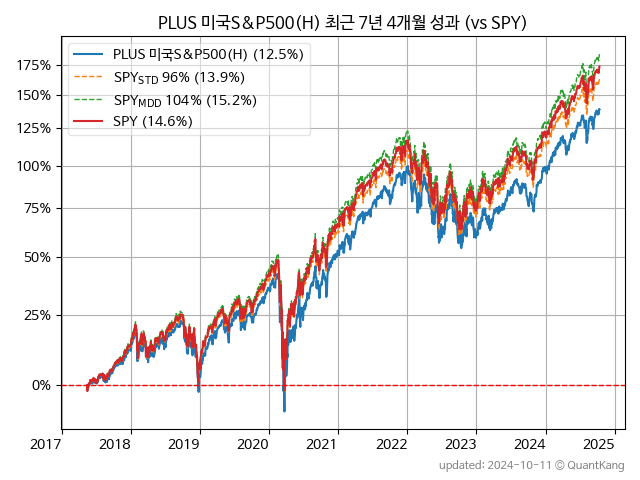 PLUS 미국S&P500(H) 최근 7년 4개월 성과 (vs SPY)
PLUS 미국S&P500(H) (12.5%)
SPYSTD 96% (13.9%)
SPYMDD 104% (15.2%)
SPY (14.6%)
175%
150%
125%
100%
75%
50%
25%
0%
2017 2018 2019 2020 2021 2022 2023 2024 2025
updated: 2024-10-11 © QuantKang